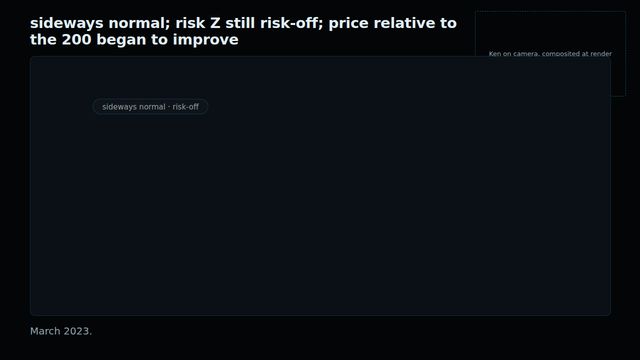 sideways normal; risk Z still risk-off; price relative to
the 200 began to improve
Ken on camera, composited at render
sideways normal · risk-off
March 2023.